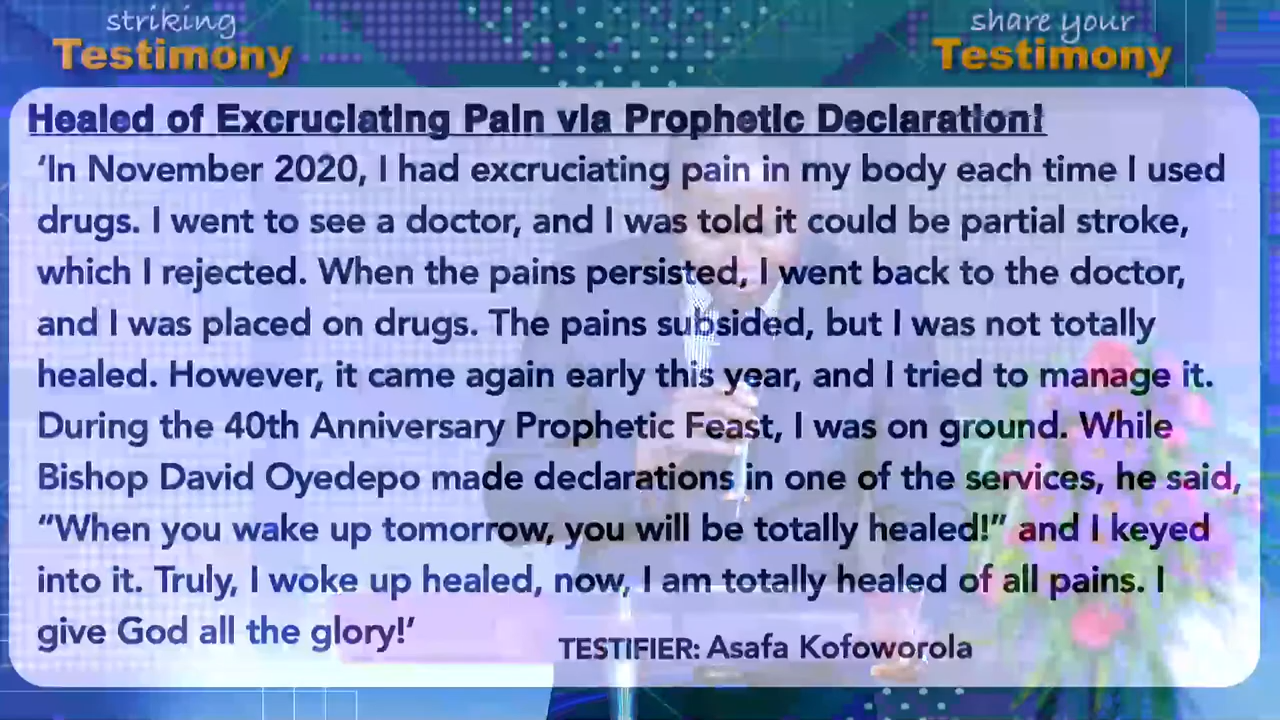 striking
Testimony
share your
Testimony
Healed of Excruciating Pain via Prophetic Declaration!
‘In November 2020, I had excruciating pain in my body each time I used
drugs. I went to see a doctor, and I was told it could be partial stroke,
which I rejected. When the pains persisted, I went back to the doctor,
and I was placed on drugs. The pains subsided, but I was not totally
healed. However, it came again early this year, and I tried to manage it.
During the 40th Anniversary Prophetic Feast, I was on ground. While
Bishop David Oyedepo made declarations in one of the services, he said,
“When you wake up tomorrow, you will be totally healed!” and I keyed
into it. Truly, I woke up healed, now, I am totally healed of all pains. I
give God all the glory!’
TESTIFIER: Asafa Kofoworola